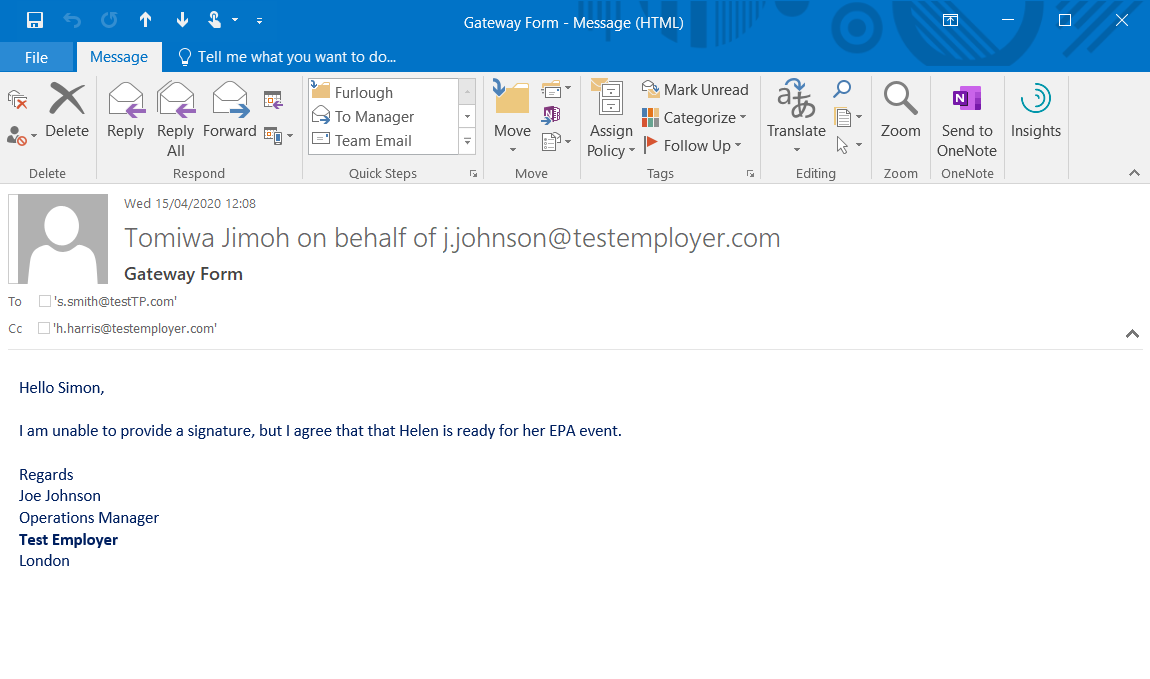 Gateway Form - Message (HTML)
File
Message
Tell me what you want to do...
Delete
Reply
Reply All
Forward
Furlough
To Manager
Team Email
Move
Assign Policy
Mark Unread
Categorize
Follow Up
Translate
Zoom
Send to OneNote
Insights
Delete
Respond
Quick Steps
Move
Tags
Editing
Zoom
OneNote
Wed 15/04/2020 12:08
Tomiwa Jimoh on behalf of j.johnson@testemployer.com
Gateway Form
To 's.smith@testTP.com'
Cc 'h.harris@testemployer.com'
Hello Simon,
I am unable to provide a signature, but I agree that that Helen is ready for her EPA event.
Regards
Joe Johnson
Operations Manager
Test Employer
London